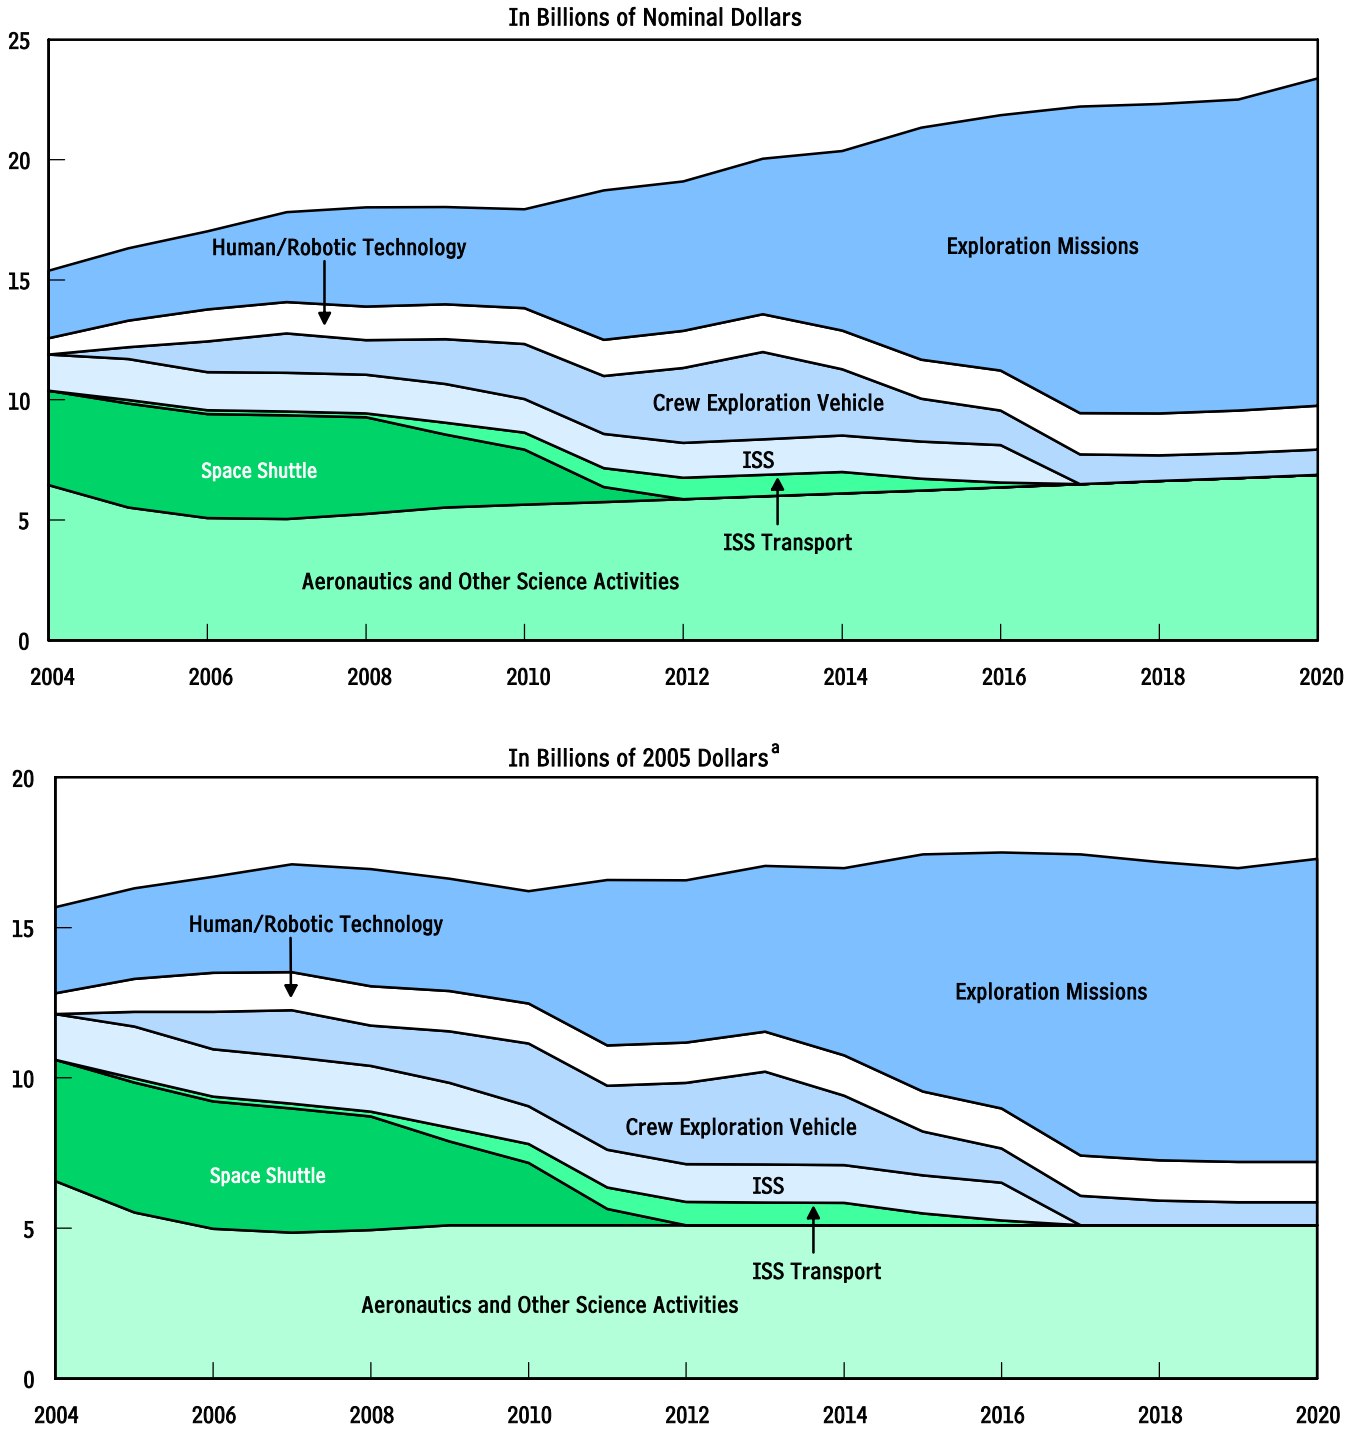 In Billions of Nominal Dollars
25
20
15
10
5
0
Human/Robotic Technology
Exploration Missions
Crew Exploration Vehicle
ISS
Space Shuttle
ISS Transport
Aeronautics and Other Science Activities
2004 2006 2008 2010 2012 2014 2016 2018 2020
In Billions of 2005 Dollars a
20
15
10
5
0
Human/Robotic Technology
Exploration Missions
Crew Exploration Vehicle
Space Shuttle
ISS
ISS Transport
Aeronautics and Other Science Activities
2004 2006 2008 2010 2012 2014 2016 2018 2020